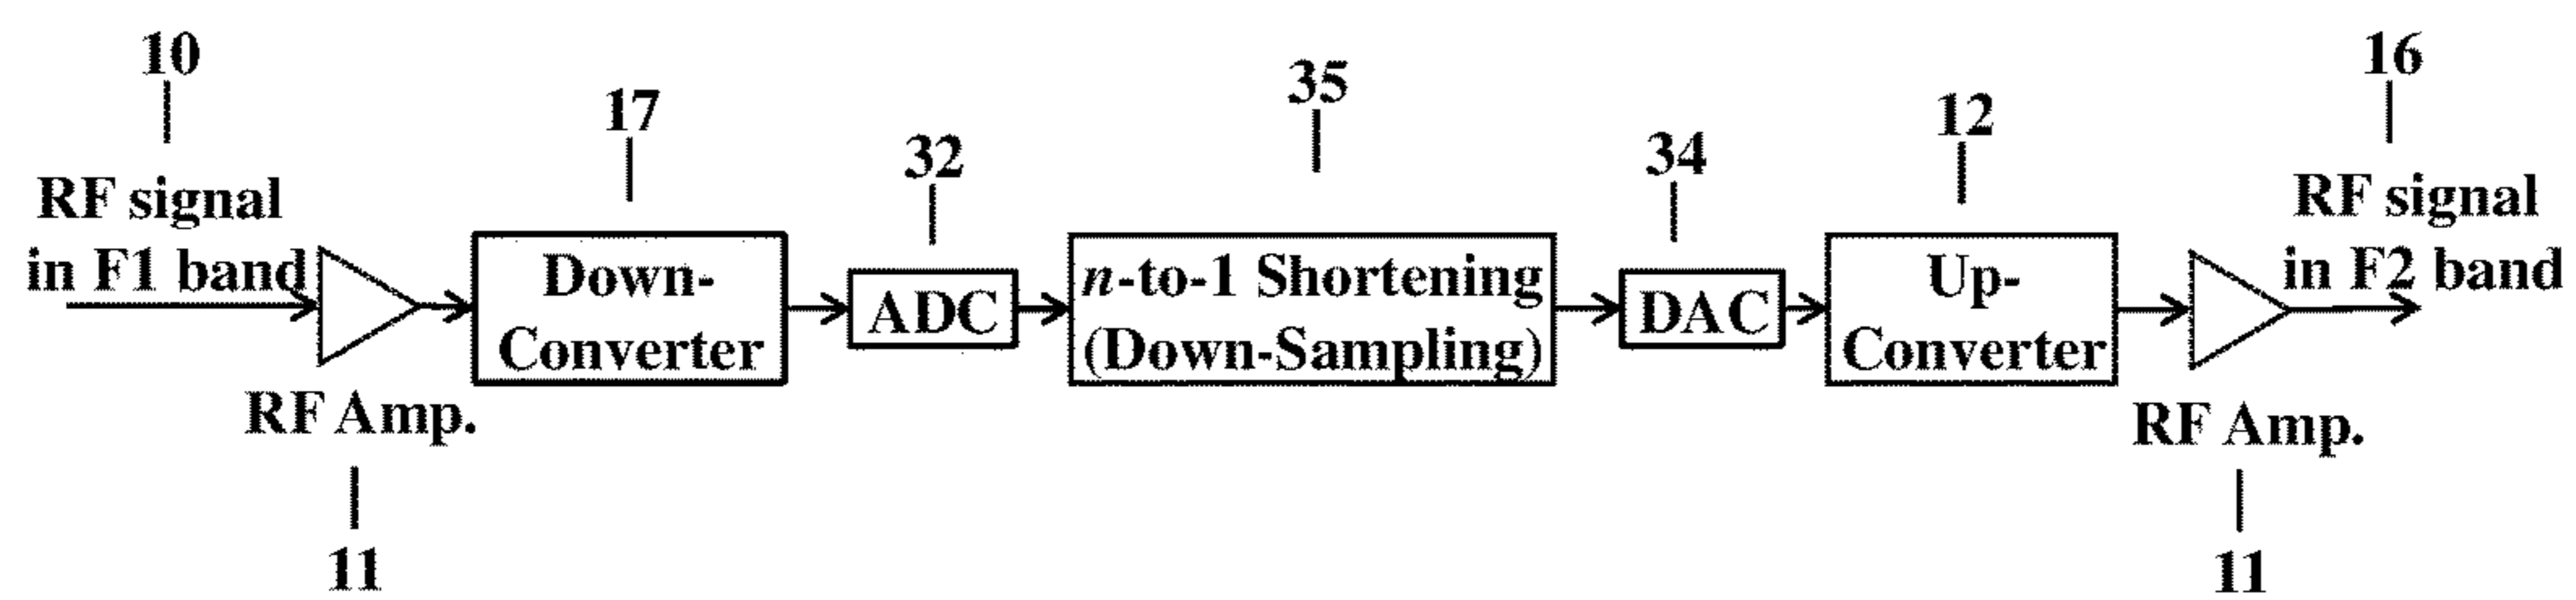 10
RF signal
in F1 band
RF Amp.
11
17
Down-
Converter
32
ADC
35
n-to-1 Shortening
(Down-Sampling)
34
DAC
12
Up-
Converter
16
RF signal
in F2 band
RF Amp.
11